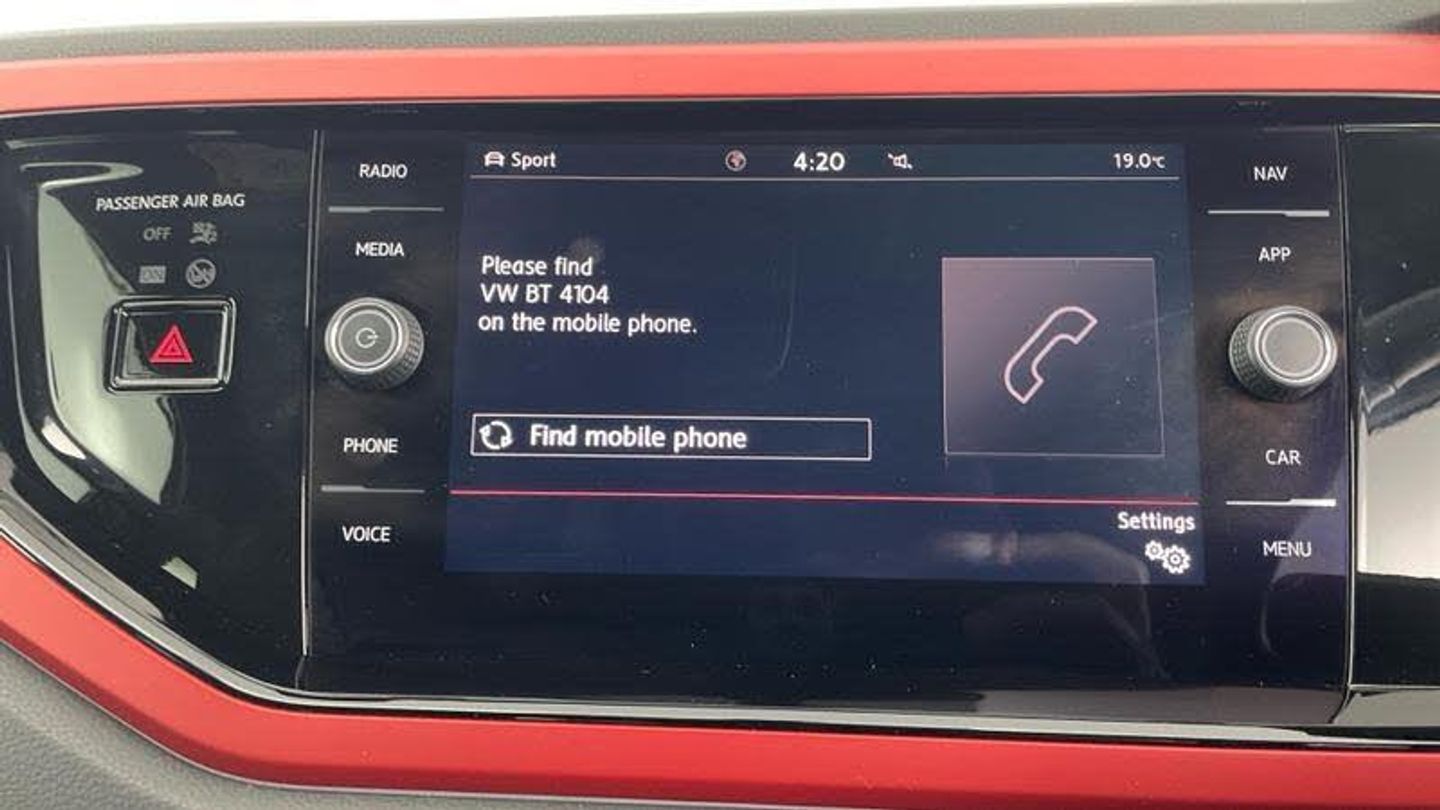 PASSENGER AIR BAG
OFF
ON
RADIO
MEDIA
PHONE
VOICE
Sport
4:20
19.0°C
Please find
VW BT 4104
on the mobile phone.
Find mobile phone
Settings
NAV
APP
CAR
MENU